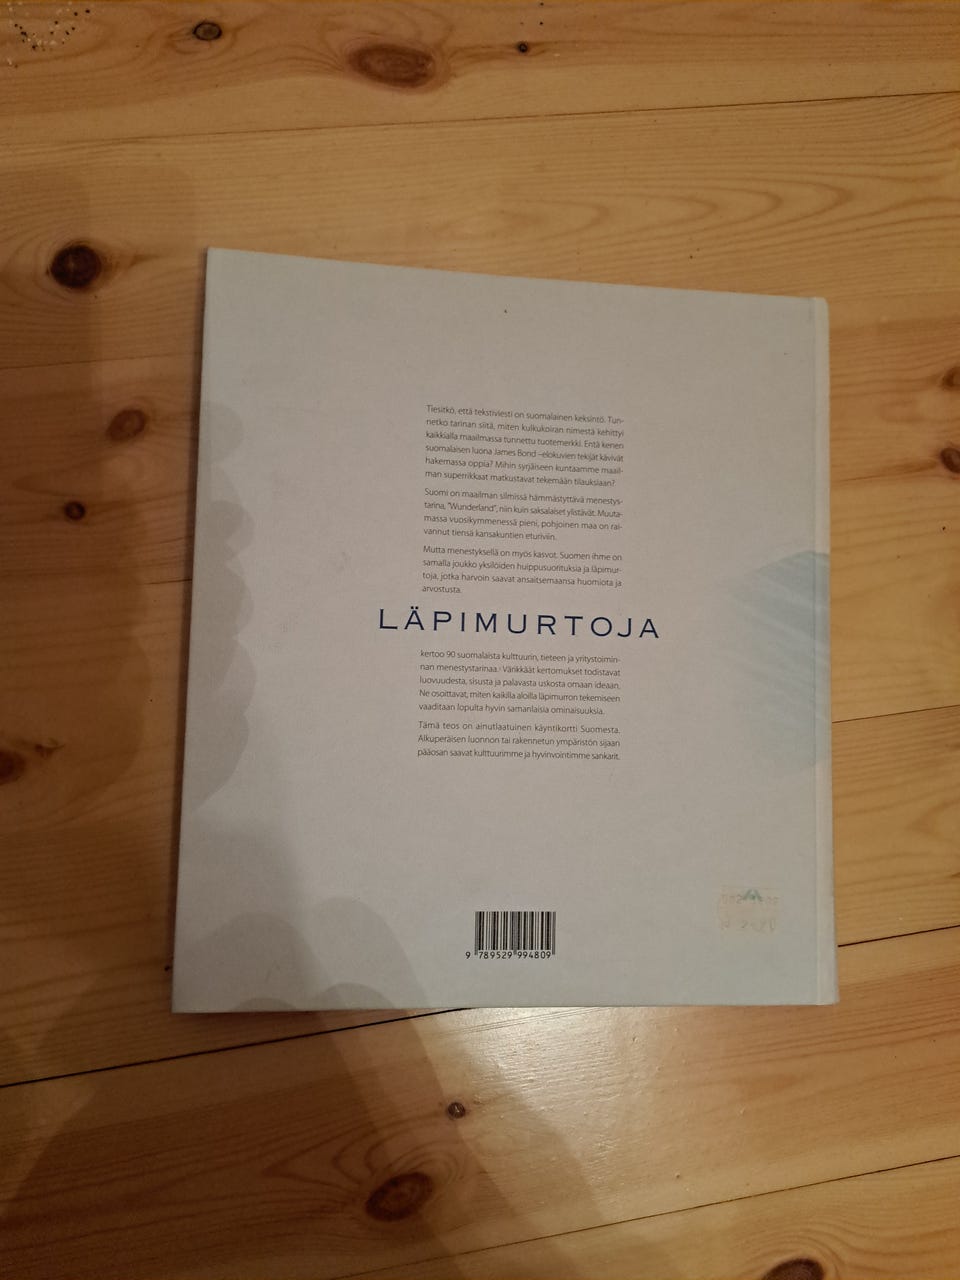 Tiesitkö, että tekstiviesti on suomalainen keksintö. Tun-
netko tarinan siitä, miten kulkukoiran nimestä kehittyi
kaikkialla maailmassa tunnettu tuotemerkki. Entä kenen
suomalaisen luona James Bond –elokuvien tekijät kävivät
hakemassa oppia? Mihin syrjäiseen kuntaamme maail-
man superrikkaat matkustavat tekemään tilauksiaan?
Suomi on maailman silmissä hämmästyttävä menestys-
tarina, "Wunderland", niin kuin saksalaiset ylistävät. Muuta-
massa vuosikymmenessä pieni, pohjoinen maa on rai-
vannut tiensä kansakuntien eturiviin.
Mutta menestyksellä on myös kasvot. Suomen ihme on
samalla joukko yksilöiden huippusuorituksia ja läpimur-
toja, jotka harvoin saavat ansaitsemaansa huomiota ja
arvostusta.
LÄPIMURTOJA
kertoo 90 suomalaista kulttuurin, tieteen ja yritystoimin-
nan menestystarinaa. Värikkäät kertomukset todistavat
luovuudesta, sisusta ja palavasta uskosta omaan ideaan.
Ne osoittavat, miten kaikilla aloilla läpimurron tekemiseen
vaaditaan lopulta hyvin samanlaisia ominaisuuksia.
Tämä teos on ainutlaatuinen käyntikortti Suomesta.
Alkuperäisen luonnon tai rakennetun ympäristön sijaan
pääosan saavat kulttuurimme ja hyvinvointimme sankarit.
9 789529 994809